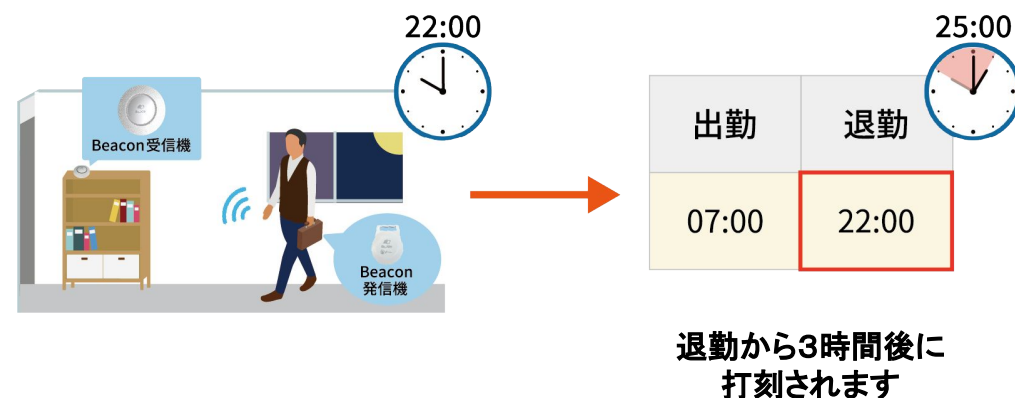 22:00
Beacon受信機
Beacon
発信機
25:00
出勤 退勤
07:00 22:00
退勤から3時間後に
打刻されます